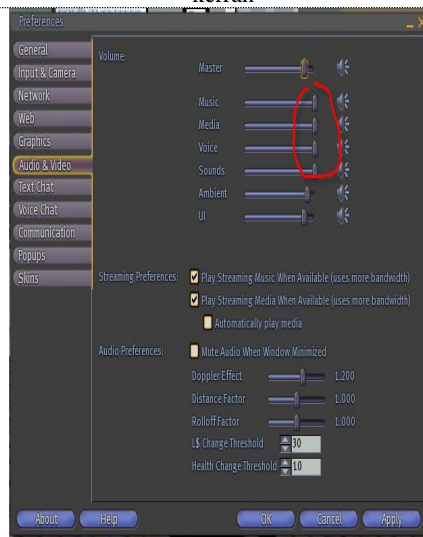 kerran
Preferences
General
Input & Camera
Network
Web
Graphics
Audio & Video
Text Chat
Voice Chat
Communication
Popups
Skins
Volume:
Master
Music
Media
Voice
Sounds
Ambient
UI
Streaming Preferences:
Play Streaming Music When Available (uses more bandwidth)
Play Streaming Media When Available (uses more bandwidth)
Automatically play media
Audio Preferences:
Mute Audio When Window Minimized
Doppler Effect 1.200
Distance Factor 1.000
Rolloff Factor 1.000
L$ Change Threshold 30
Health Change Threshold 10
About Help OK Cancel Apply